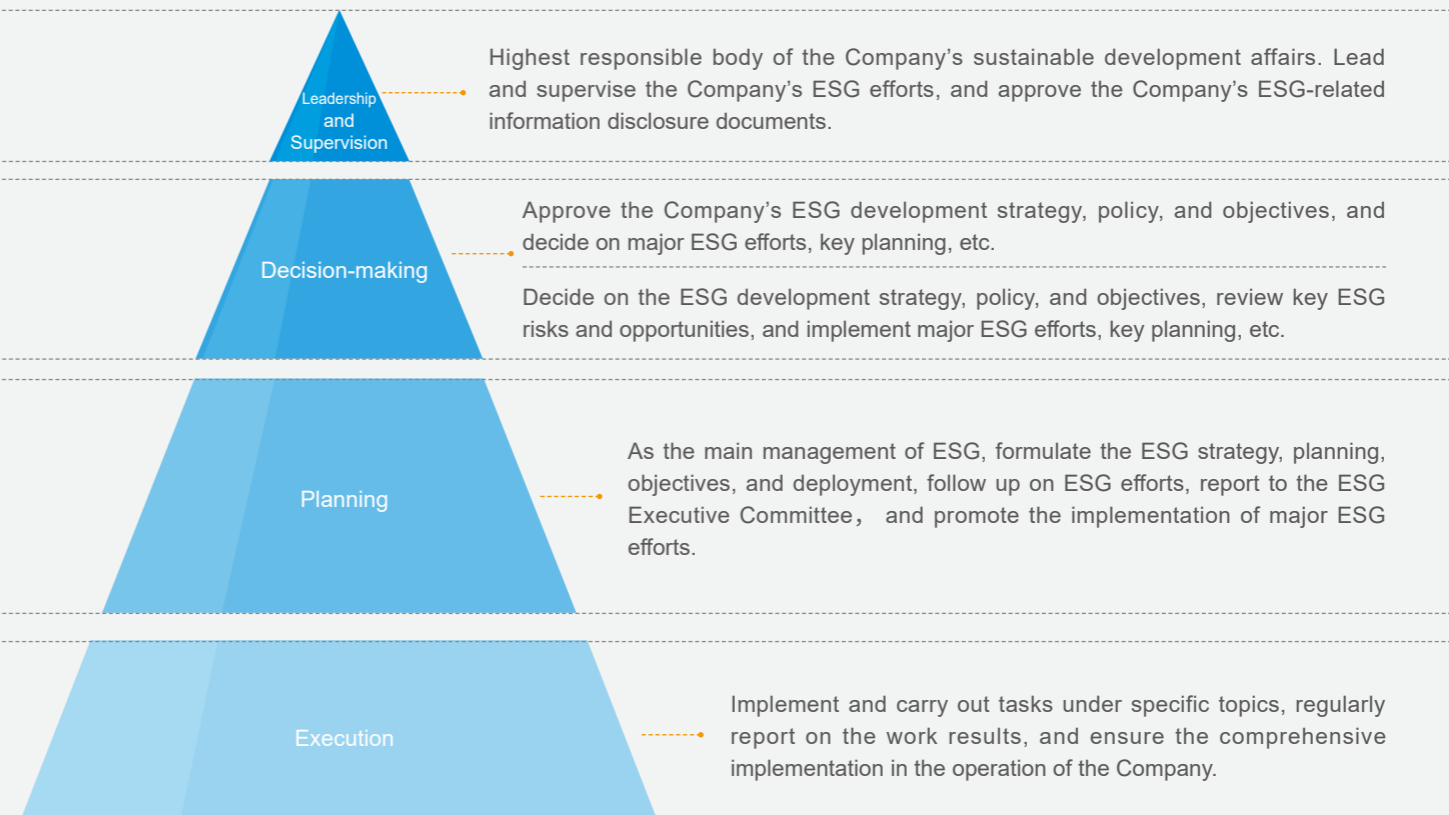 Leadership
and
Supervision
Highest responsible body of the Company’s sustainable development affairs. Lead
and supervise the Company’s ESG efforts, and approve the Company’s ESG-related
information disclosure documents.
Decision-making
Approve the Company’s ESG development strategy, policy, and objectives, and
decide on major ESG efforts, key planning, etc.
Decide on the ESG development strategy, policy, and objectives, review key ESG
risks and opportunities, and implement major ESG efforts, key planning, etc.
Planning
As the main management of ESG, formulate the ESG strategy, planning,
objectives, and deployment, follow up on ESG efforts, report to the ESG
Executive Committee， and promote the implementation of major ESG
efforts.
Execution
Implement and carry out tasks under specific topics, regularly
report on the work results, and ensure the comprehensive
implementation in the operation of the Company.